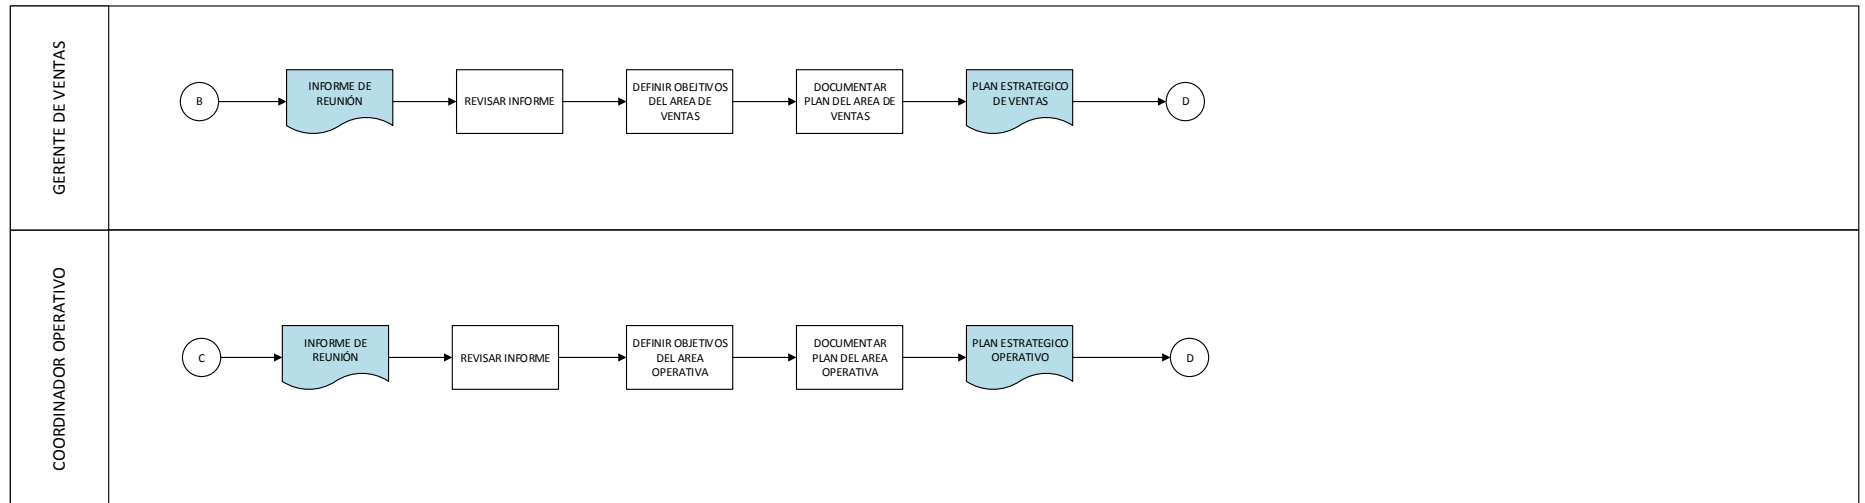 GERENTE DE VENTAS
B
INFORME DE
REUNIÓN
REVISAR INFORME
DEFINIR OBEJTIVOS
DEL AREA DE
VENTAS
DOCUMENTAR
PLAN DEL AREA DE
VENTAS
PLAN ESTRATEGICO
DE VENTAS
D
COORDINADOR OPERATIVO
C
INFORME DE
REUNIÓN
REVISAR INFORME
DEFINIR OBJETIVOS
DEL AREA
OPERATIVA
DOCUMENTAR
PLAN DEL AREA
OPERATIVA
PLAN ESTRATEGICO
OPERATIVO
D